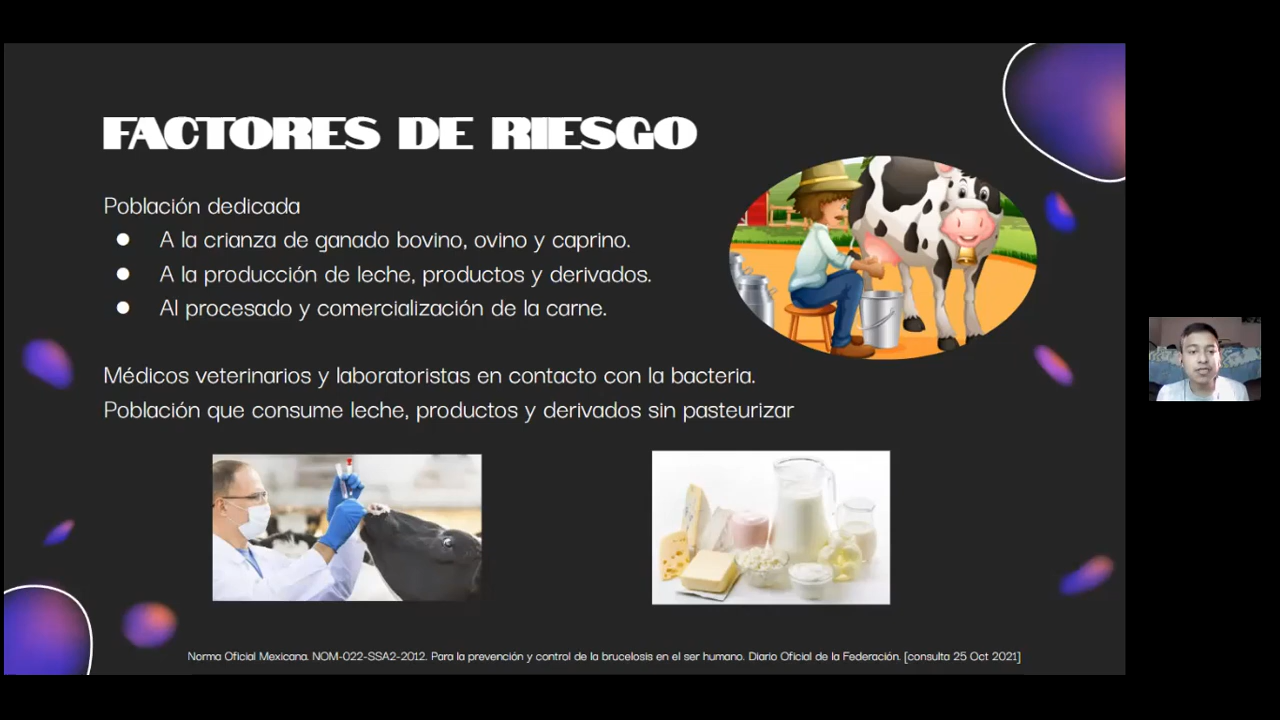 FACTORES DE RIESGO
Población dedicada
● A la crianza de ganado bovino, ovino y caprino.
● A la producción de leche, productos y derivados.
● Al procesado y comercialización de la carne.
Médicos veterinarios y laboratoristas en contacto con la bacteria.
Población que consume leche, productos y derivados sin pasteurizar
Norma Oficial Mexicana. NOM-022-SSA2-2012. Para la prevención y control de la brucelosis en el ser humano. Diario Oficial de la Federación. [consulta 25 Oct 2021]